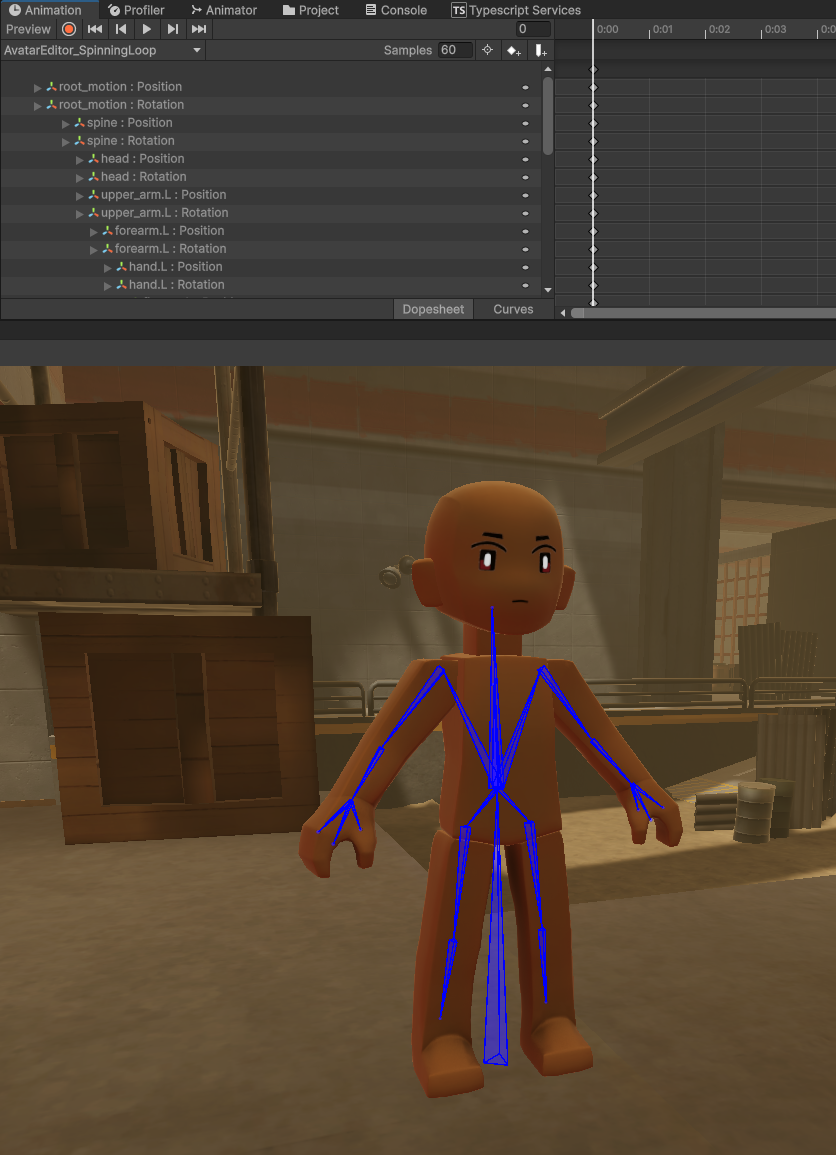 Animation Profiler Animator Project Console TS Typescript Services
Preview 0 0:00 0:01 0:02 0:03
AvatarEditor_SpinningLoop Samples 60
root_motion : Position
root_motion : Rotation
spine : Position
spine : Rotation
head : Position
head : Rotation
upper_arm.L : Position
upper_arm.L : Rotation
forearm.L : Position
forearm.L : Rotation
hand.L : Position
hand.L : Rotation
Dopesheet Curves